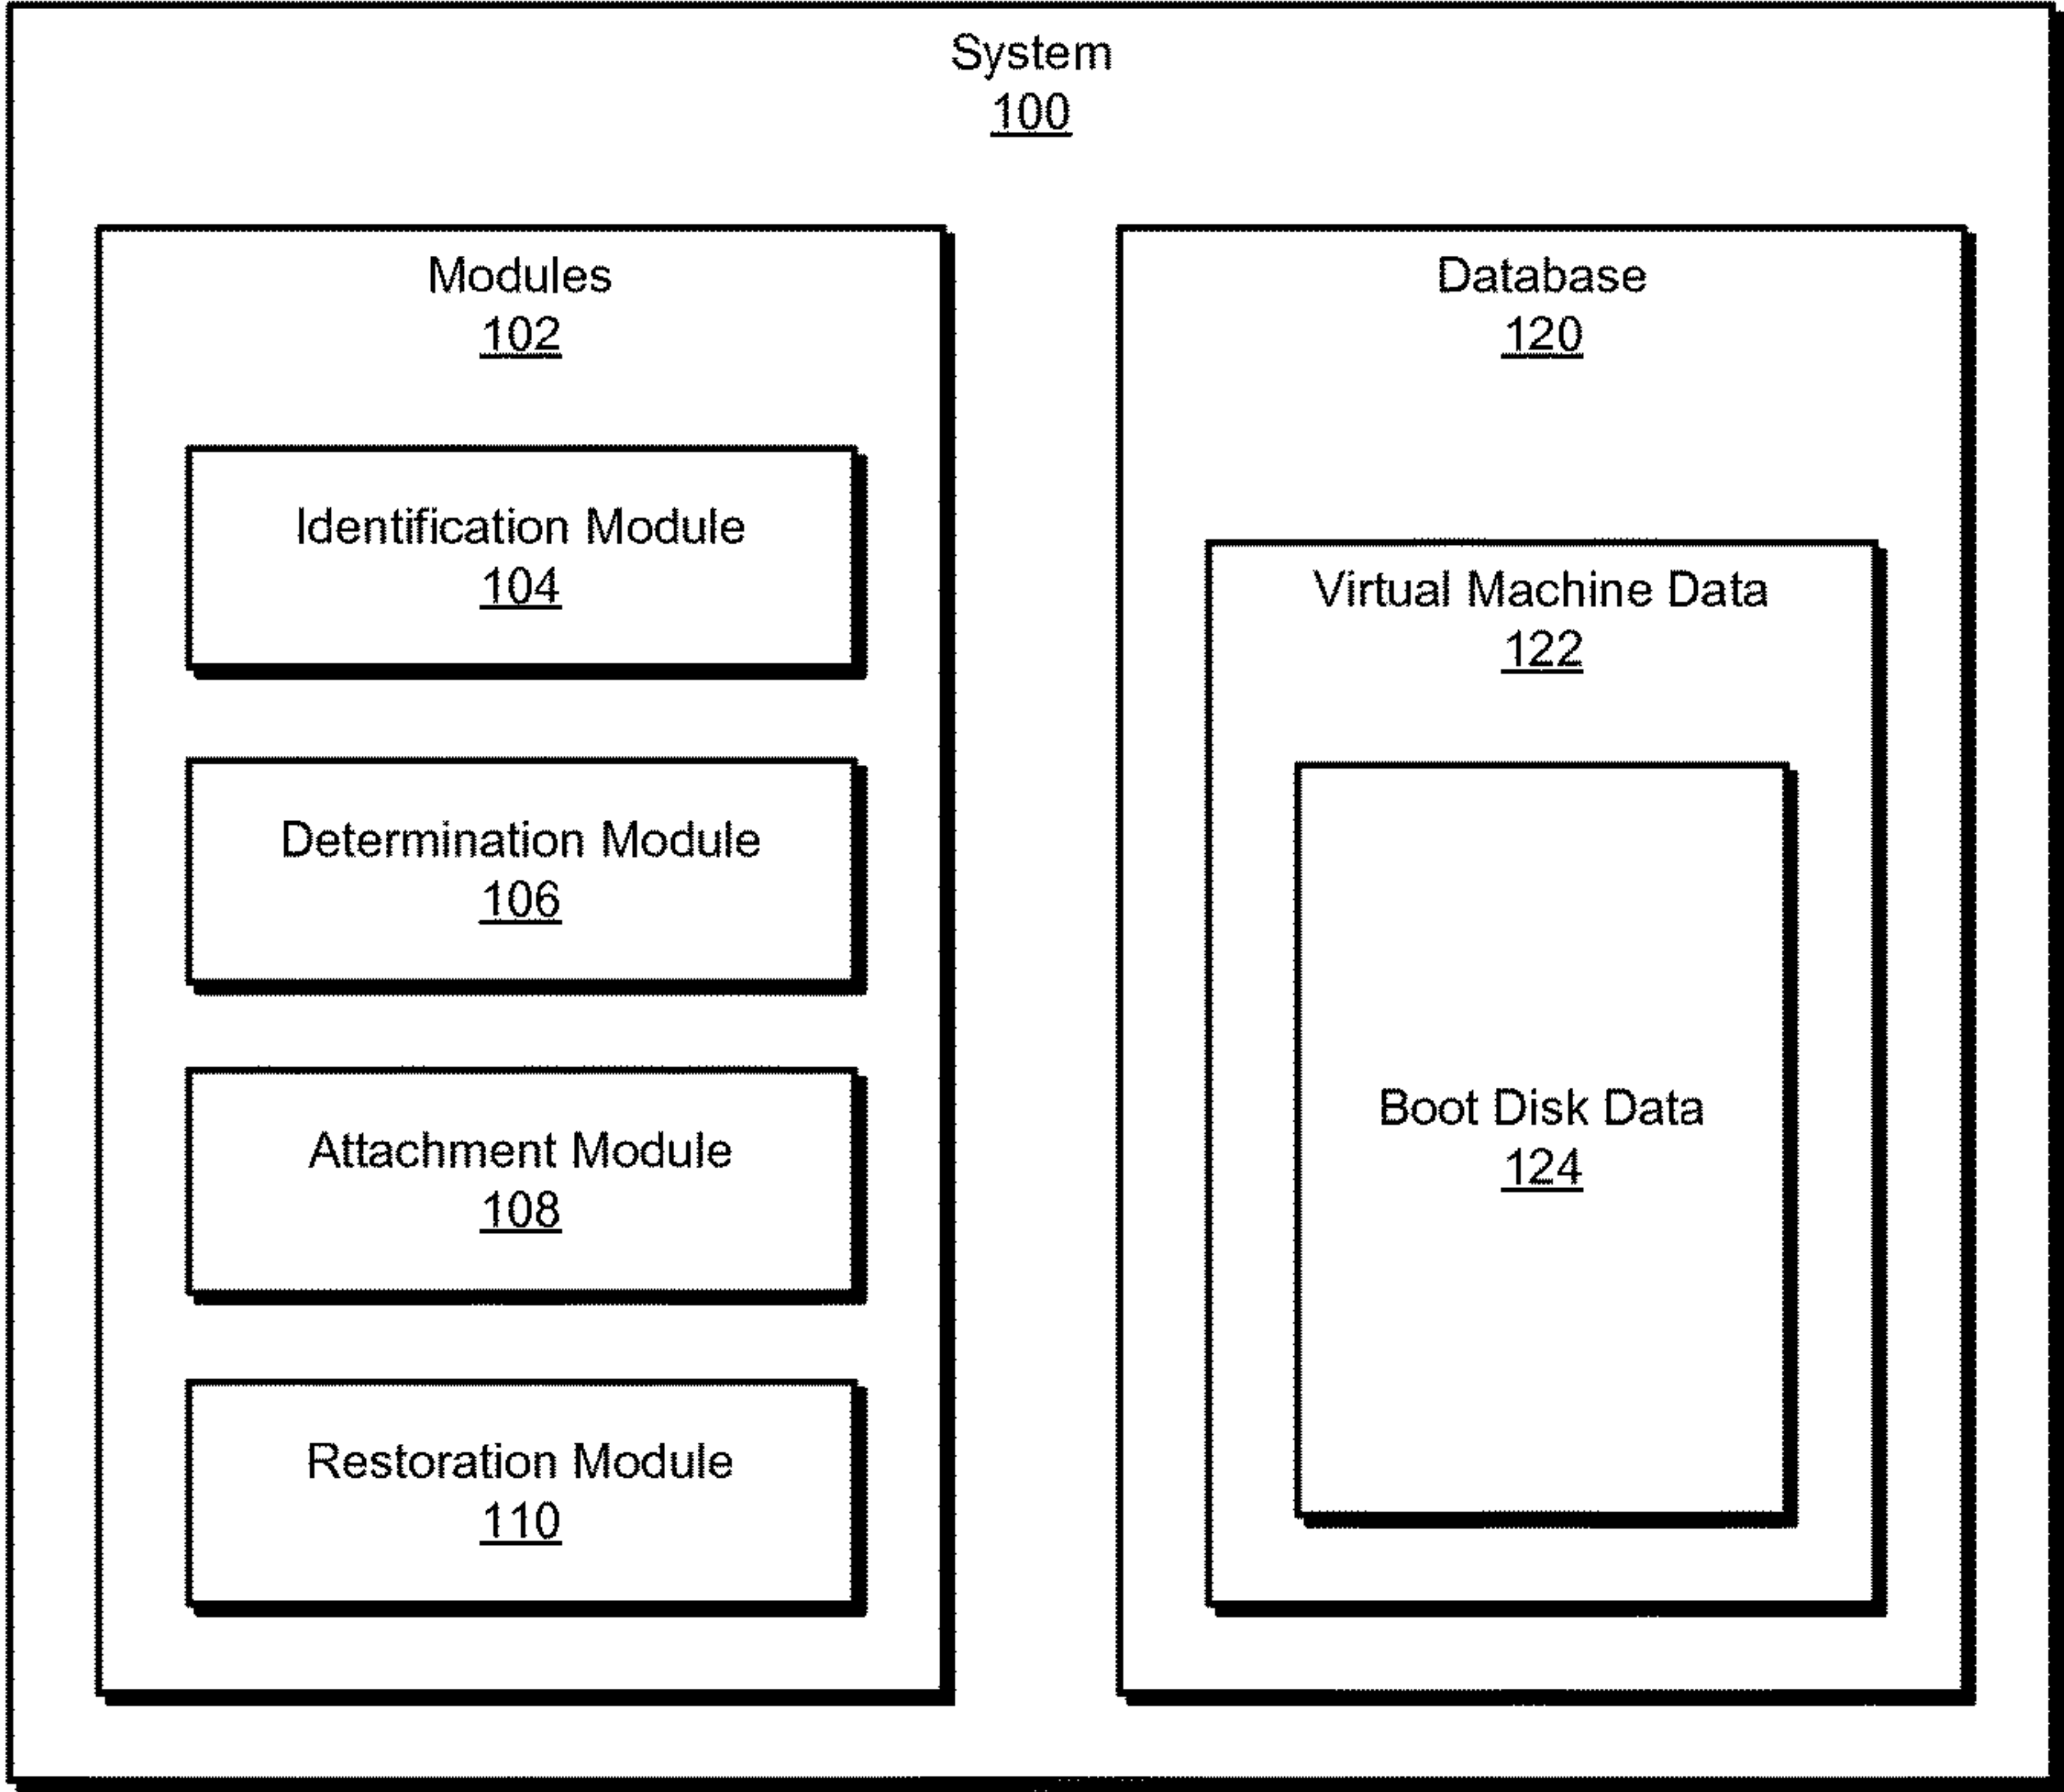 System
100
Modules
102
Identification Module
104
Determination Module
106
Attachment Module
108
Restoration Module
110
Database
120
Virtual Machine Data
122
Boot Disk Data
124